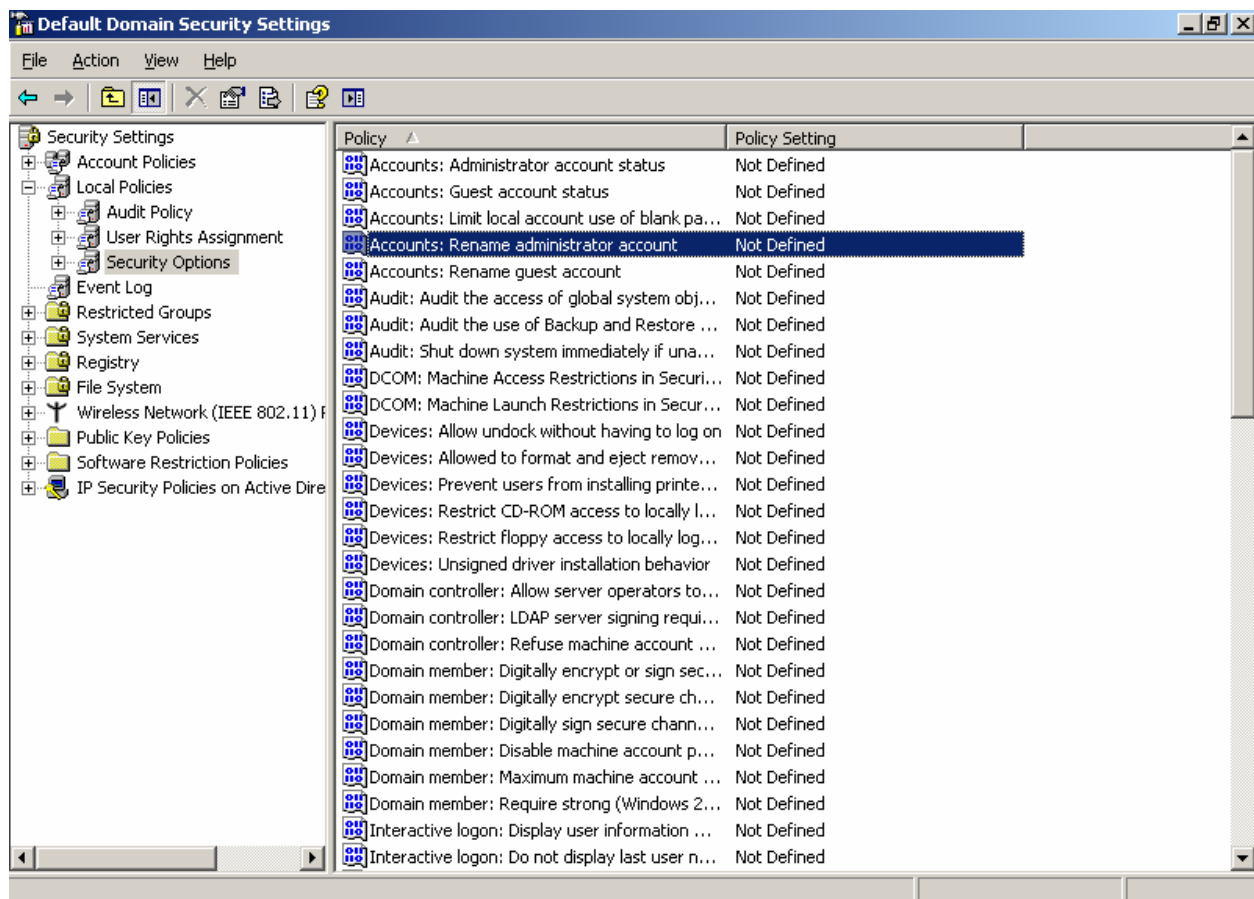 Default Domain Security Settings
File Action View Help
Security Settings
Account Policies
Local Policies
Audit Policy
User Rights Assignment
Security Options
Event Log
Restricted Groups
System Services
Registry
File System
Wireless Network (IEEE 802.11) P
Public Key Policies
Software Restriction Policies
IP Security Policies on Active Dire
Policy Policy Setting
Accounts: Administrator account status Not Defined
Accounts: Guest account status Not Defined
Accounts: Limit local account use of blank pa... Not Defined
Accounts: Rename administrator account Not Defined
Accounts: Rename guest account Not Defined
Audit: Audit the access of global system obj... Not Defined
Audit: Audit the use of Backup and Restore ... Not Defined
Audit: Shut down system immediately if una... Not Defined
DCOM: Machine Access Restrictions in Securi... Not Defined
DCOM: Machine Launch Restrictions in Secur... Not Defined
Devices: Allow undock without having to log on Not Defined
Devices: Allowed to format and eject remov... Not Defined
Devices: Prevent users from installing printe... Not Defined
Devices: Restrict CD-ROM access to locally l... Not Defined
Devices: Restrict floppy access to locally log... Not Defined
Devices: Unsigned driver installation behavior Not Defined
Domain controller: Allow server operators to... Not Defined
Domain controller: LDAP server signing requi... Not Defined
Domain controller: Refuse machine account ... Not Defined
Domain member: Digitally encrypt or sign sec... Not Defined
Domain member: Digitally encrypt secure ch... Not Defined
Domain member: Digitally sign secure chann... Not Defined
Domain member: Disable machine account p... Not Defined
Domain member: Maximum machine account ... Not Defined
Domain member: Require strong (Windows 2... Not Defined
Interactive logon: Display user information ... Not Defined
Interactive logon: Do not display last user n... Not Defined